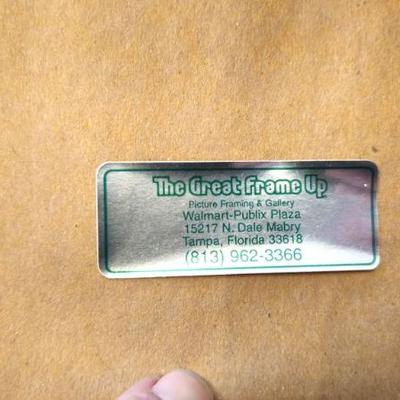 The Great Frame Up
Picture Framing & Gallery
Walmart-Publix Plaza
15217 N. Dale Mabry
Tampa, Florida 33618
(813) 962-3366